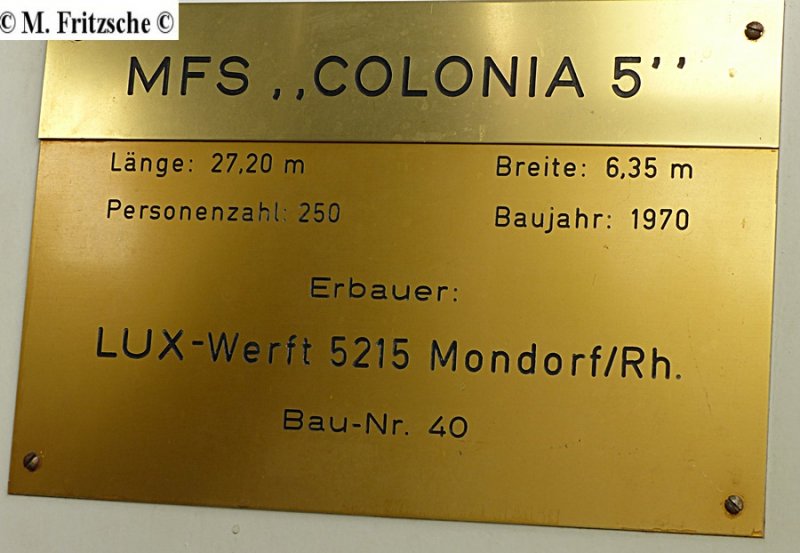 © M. Fritzsche ©
MFS ,,COLONIA 5''
Länge: 27,20 m Breite: 6,35 m
Personenzahl: 250 Baujahr: 1970
Erbauer:
LUX-Werft 5215 Mondorf/Rh.
Bau-Nr. 40